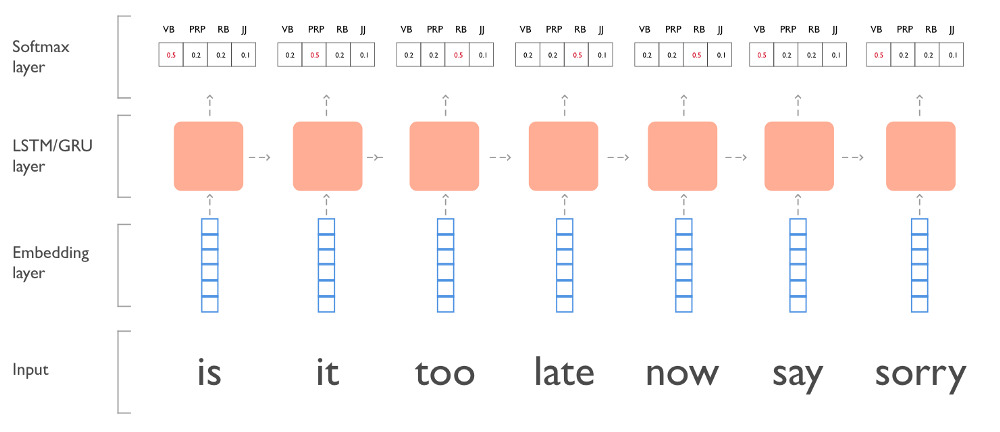 VB PRP RB JJ VB PRP RB JJ VB PRP RB JJ VB PRP RB JJ VB PRP RB JJ VB PRP RB JJ VB PRP RB JJ
Softmax
layer
0.5 0.2 0.2 0.1 0.2 0.5 0.2 0.1 0.2 0.2 0.5 0.1 0.2 0.2 0.5 0.1 0.2 0.2 0.5 0.1 0.5 0.2 0.2 0.1 0.5 0.2 0.2 0.1
LSTM/GRU
layer
Embedding
layer
Input
is it too late now say sorry